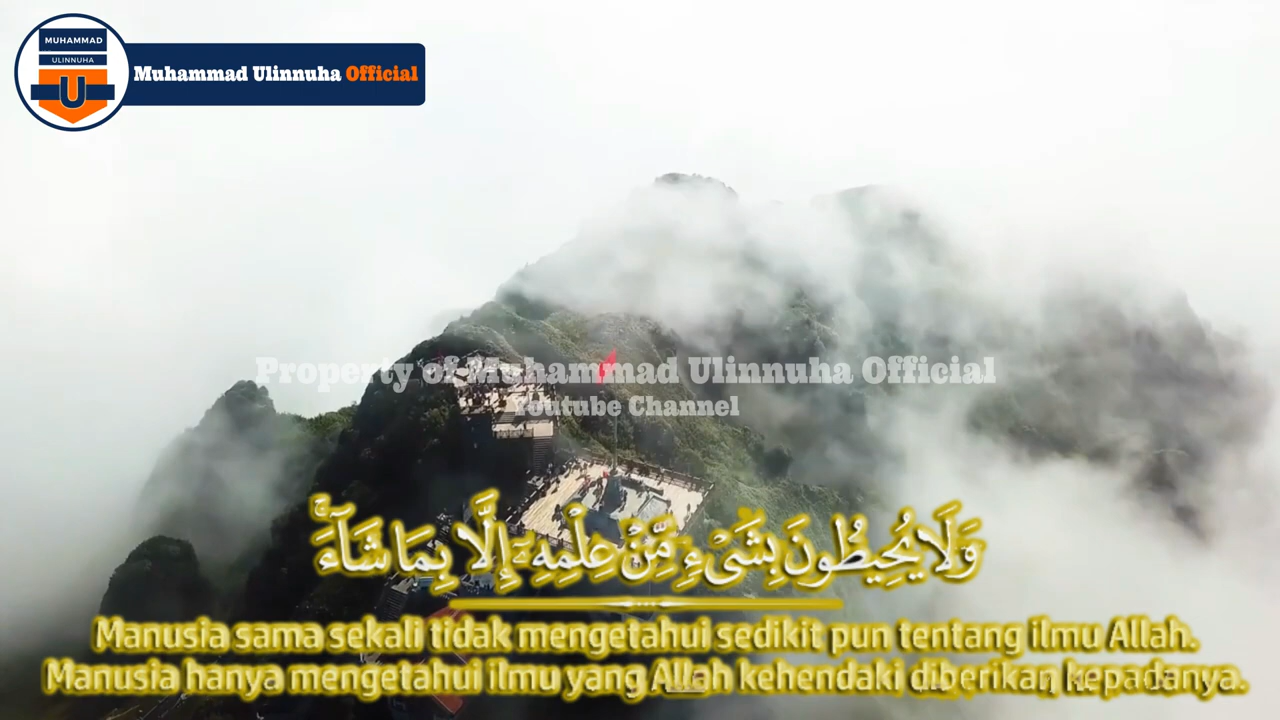 MUHAMMAD
ULINNUHA
U
Muhammad Ulinnuha Official
Property of Muhammad Ulinnuha Official
Youtube Channel
وَلَا يُحِيطُونَ بِشَىْءٍ مِّنْ عِلْمِهِۦٓ إِلَّا بِمَا شَآءَ ۚ
Manusia sama sekali tidak mengetahui sedikit pun tentang ilmu Allah.
Manusia hanya mengetahui ilmu yang Allah kehendaki diberikan kepadanya.